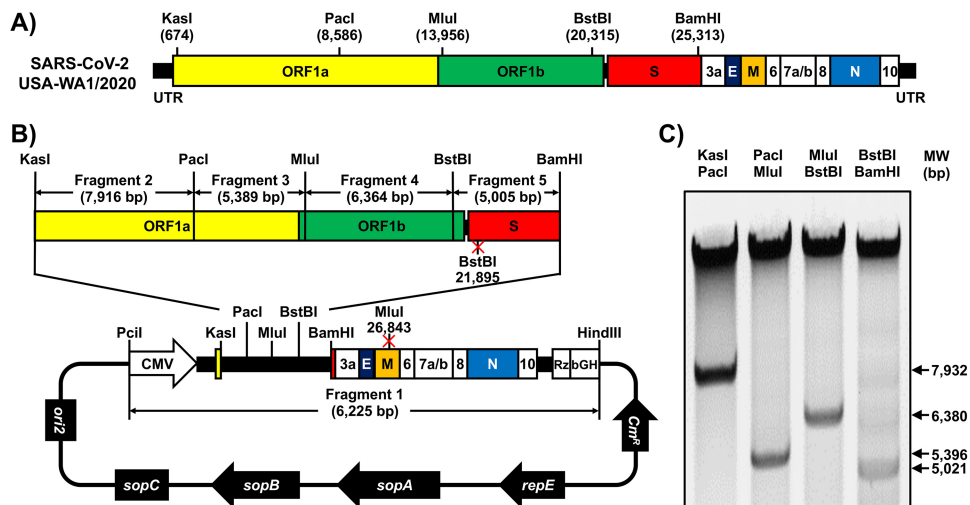 A)
KasI
(674)
PacI
(8,586)
MluI
(13,956)
BstBI
(20,315)
BamHI
(25,313)
SARS-CoV-2
USA-WA1/2020
ORF1a
ORF1b
S
3a
E
M
6
7a/b
8
N
10
UTR
UTR
B)
KasI
PacI
MluI
BstBI
BamHI
Fragment 2
(7,916 bp)
Fragment 3
(5,389 bp)
Fragment 4
(6,364 bp)
Fragment 5
(5,005 bp)
ORF1a
ORF1b
S
BstBI
21,895
PciI
KasI
PacI
MluI
BstBI
BamHI
MluI
26,843
HindIII
CMV
3a
E
M
6
7a/b
8
N
10
Rz
bGH
Fragment 1
(6,225 bp)
ori2
sopC
sopB
sopA
repE
CmR
C)
KasI
PacI
PacI
MluI
MluI
BstBI
BstBI
BamHI
MW
(bp)
7,932
6,380
5,396
5,021